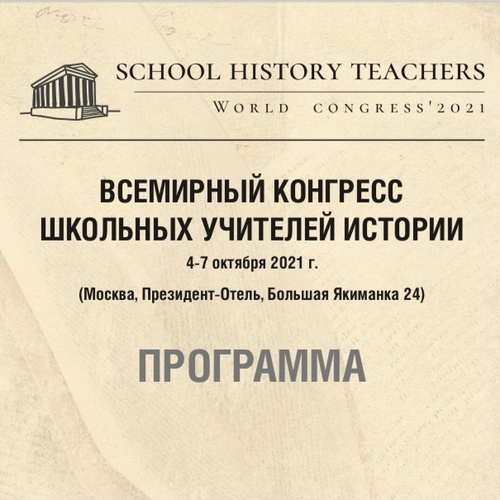 SCHOOL HISTORY TEACHERS
WORLD CONGRESS'2021
ВСЕМИРНЫЙ КОНГРЕСС
ШКОЛЬНЫХ УЧИТЕЛЕЙ ИСТОРИИ
4-7 октября 2021 г.
(Москва, Президент-Отель, Большая Якиманка 24)
ПРОГРАММА